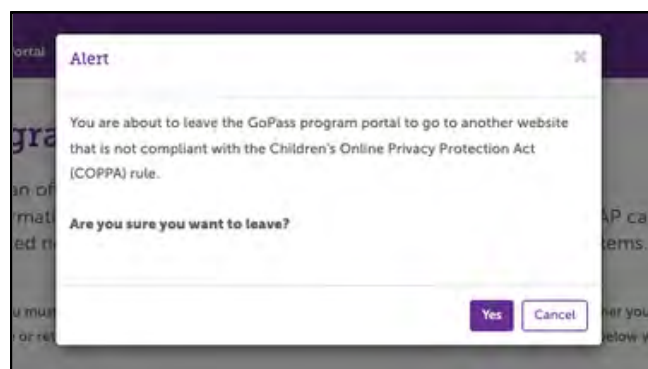 Portal
Alert
You are about to leave the GoPass program portal to go to another website
that is not compliant with the Children's Online Privacy Protection Act
(COPPA) rule.
Are you sure you want to leave?
Yes
Cancel